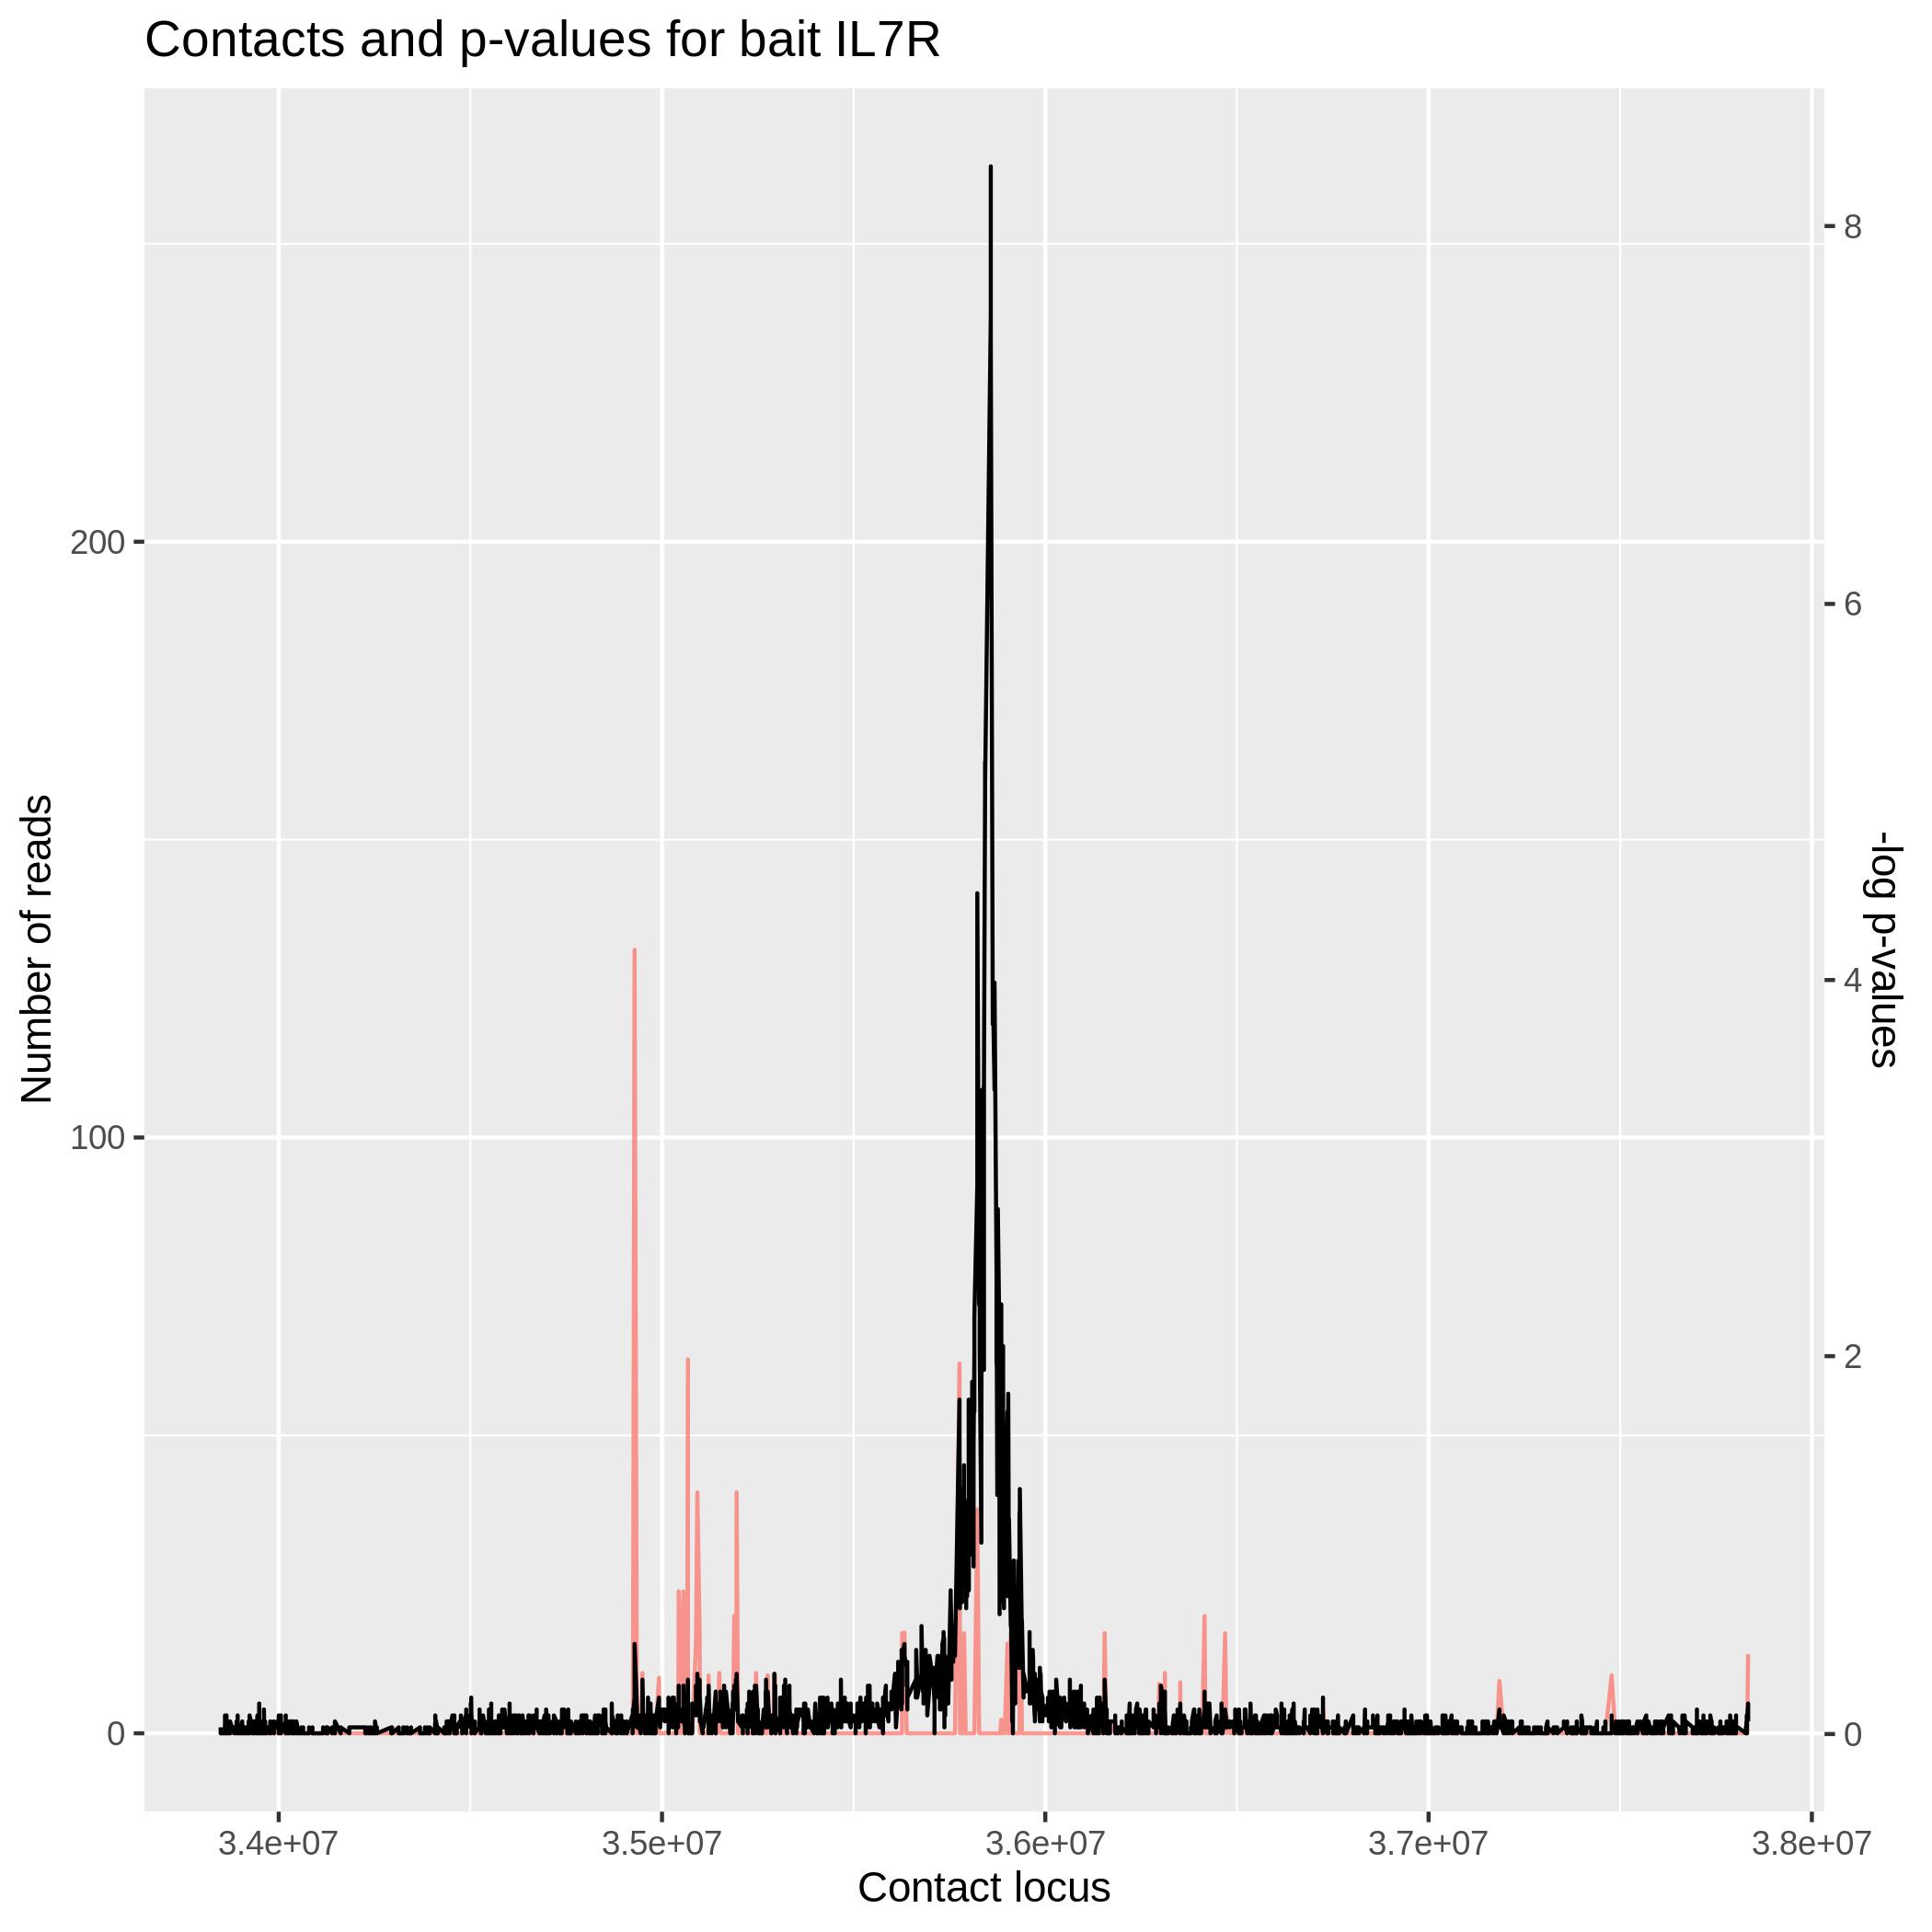 Contacts and p-values for bait IL7R
Number of reads
200
100
0
8
6
4
2
0
-log p-values
3.4e+07
3.5e+07
3.6e+07
3.7e+07
3.8e+07
Contact locus